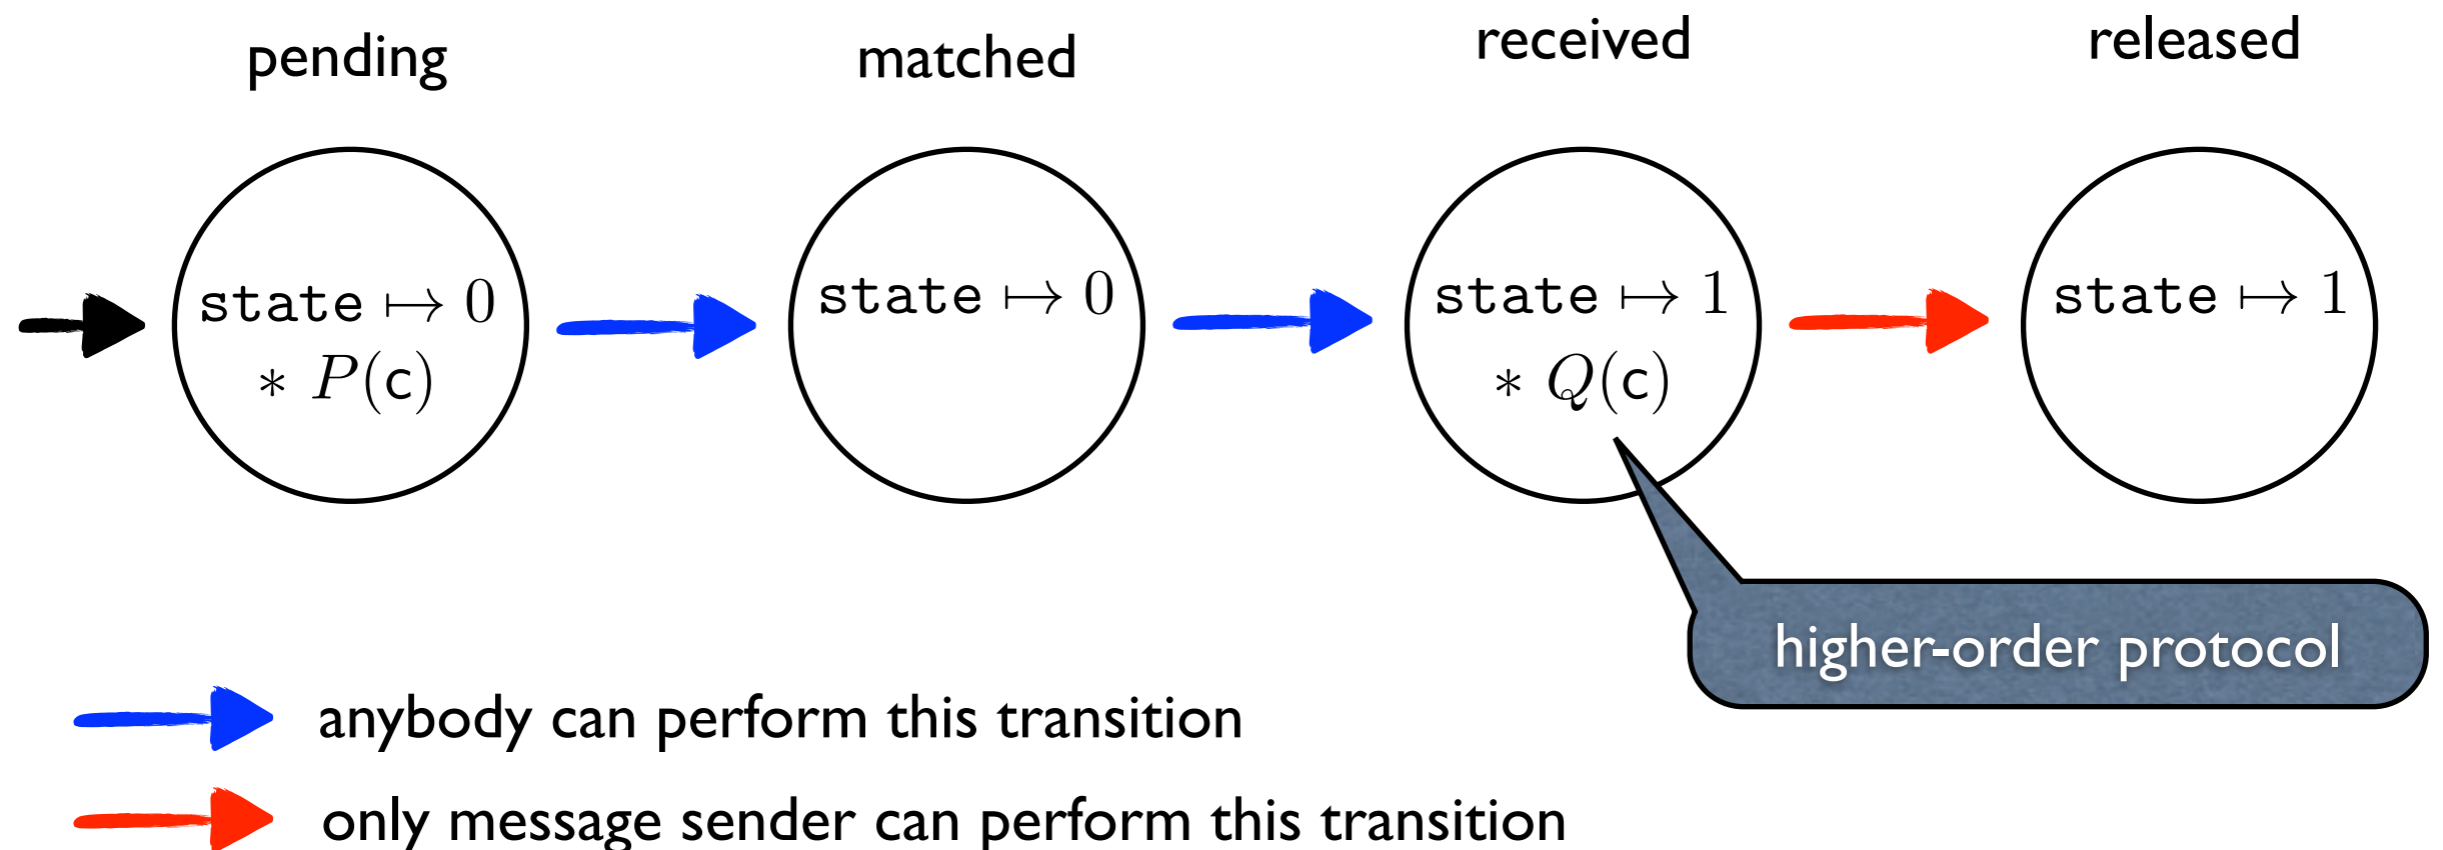 pending
matched
received
released
state ↦ 0
∗ P(c)
state ↦ 0
state ↦ 1
∗ Q(c)
state ↦ 1
higher-order protocol
anybody can perform this transition
only message sender can perform this transition